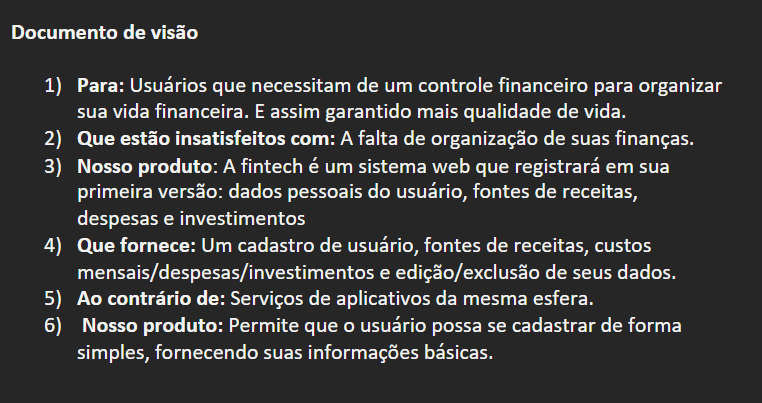 Documento de visão
1) Para: Usuários que necessitam de um controle financeiro para organizar
sua vida financeira. E assim garantido mais qualidade de vida.
2) Que estão insatisfeitos com: A falta de organização de suas finanças.
3) Nosso produto: A fintech é um sistema web que registrará em sua
primeira versão: dados pessoais do usuário, fontes de receitas,
despesas e investimentos
4) Que fornece: Um cadastro de usuário, fontes de receitas, custos
mensais/despesas/investimentos e edição/exclusão de seus dados.
5) Ao contrário de: Serviços de aplicativos da mesma esfera.
6) Nosso produto: Permite que o usuário possa se cadastrar de forma
simples, fornecendo suas informações básicas.